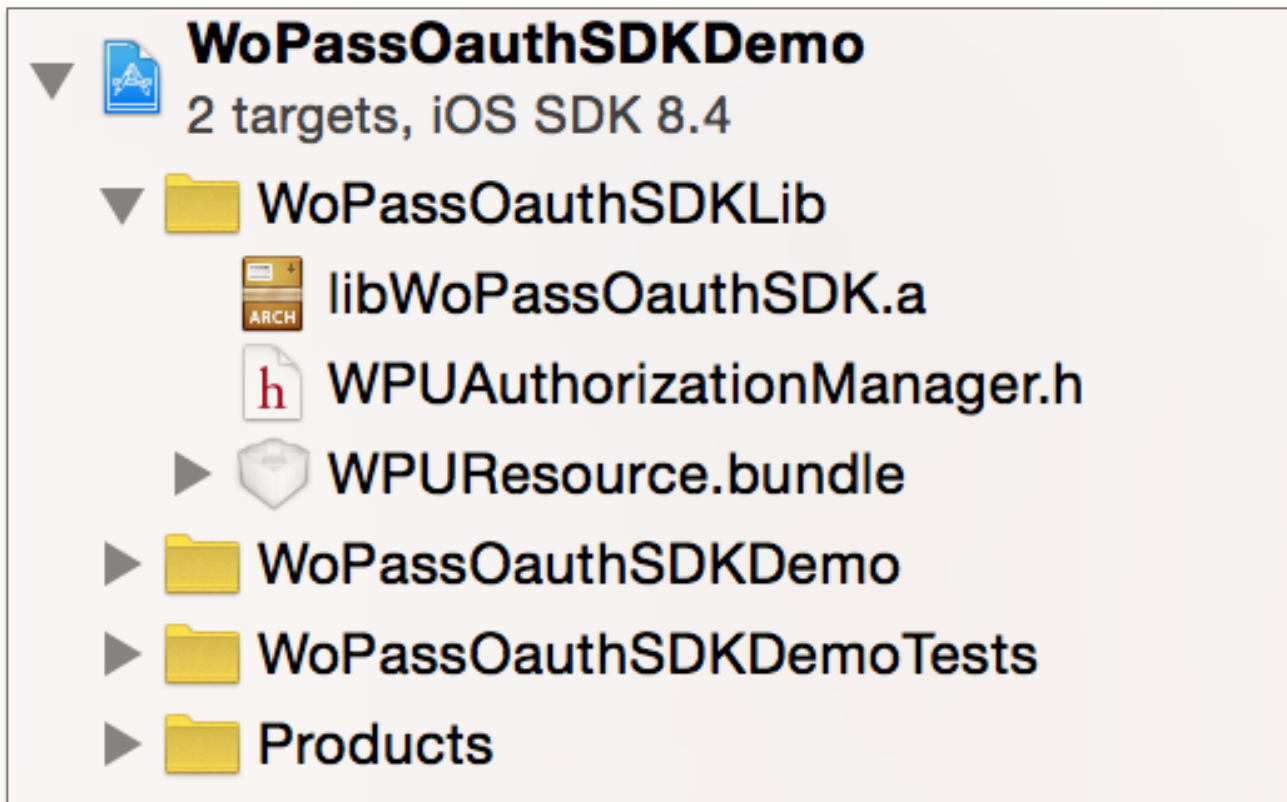 WoPassOauthSDKDemo
2 targets, iOS SDK 8.4
WoPassOauthSDKLib
ARCH
libWoPassOauthSDK.a
h
WPUAuthorizationManager.h
WPUResource.bundle
WoPassOauthSDKDemo
WoPassOauthSDKDemoTests
Products